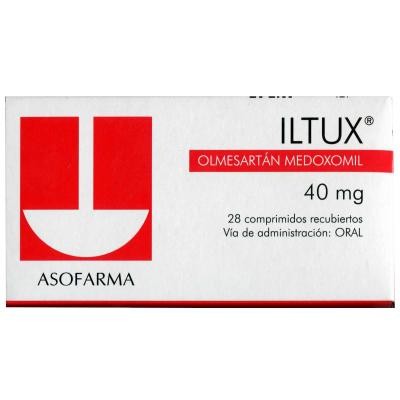 ILTUX®
OLMESARTÁN MEDOXOMIL
40 mg
28 comprimidos recubiertos
Vía de administración: ORAL
ASOFARMA